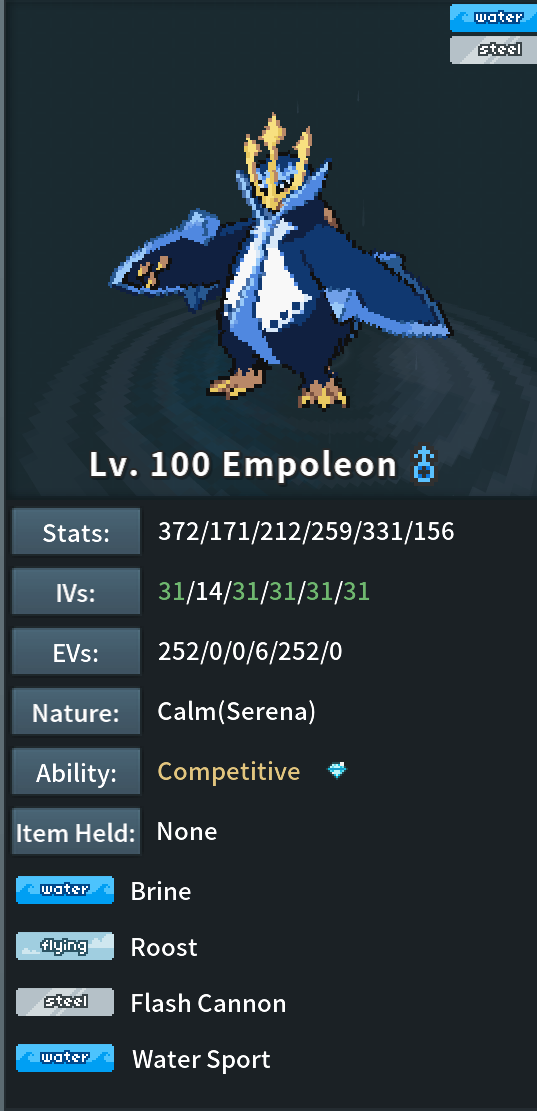 water
steel
Lv. 100 Empoleon
Stats: 372/171/212/259/331/156
IVs: 31/14/31/31/31/31
EVs: 252/0/0/6/252/0
Nature: Calm(Serena)
Ability: Competitive
Item Held: None
water Brine
flying Roost
steel Flash Cannon
water Water Sport